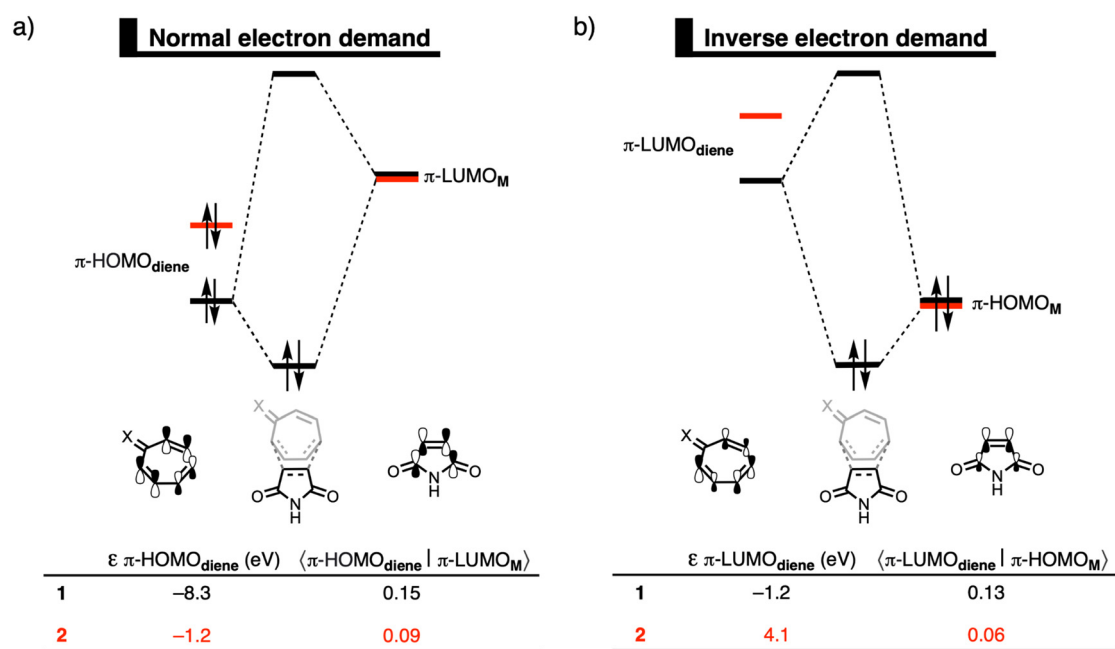 a)
Normal electron demand
π-LUMOM
π-HOMOdiene
X
X
O
N
H
O
O
N
H
O
ε π-HOMOdiene (eV) ⟨π-HOMOdiene | π-LUMOM⟩
1 –8.3 0.15
2 –1.2 0.09
b)
Inverse electron demand
π-LUMOdiene
π-HOMOM
X
X
O
N
H
O
O
N
H
O
ε π-LUMOdiene (eV) ⟨π-LUMOdiene | π-HOMOM⟩
1 –1.2 0.13
2 4.1 0.06